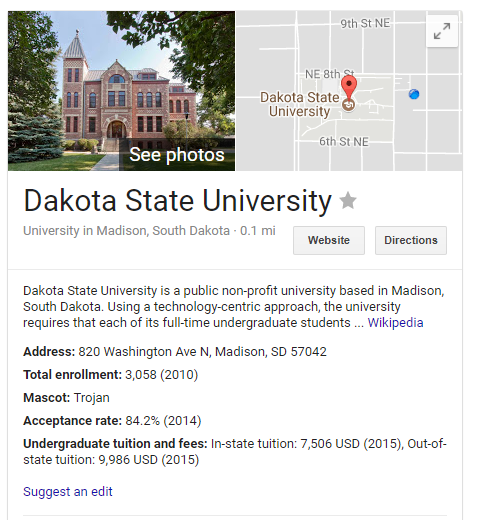 9th St NE
NE 8th St
Dakota State
University
6th St NE
See photos
Dakota State University
University in Madison, South Dakota · 0.1 mi
Website
Directions
Dakota State University is a public non-profit university based in Madison,
South Dakota. Using a technology-centric approach, the university
requires that each of its full-time undergraduate students ... Wikipedia
Address: 820 Washington Ave N, Madison, SD 57042
Total enrollment: 3,058 (2010)
Mascot: Trojan
Acceptance rate: 84.2% (2014)
Undergraduate tuition and fees: In-state tuition: 7,506 USD (2015), Out-of-
state tuition: 9,986 USD (2015)
Suggest an edit